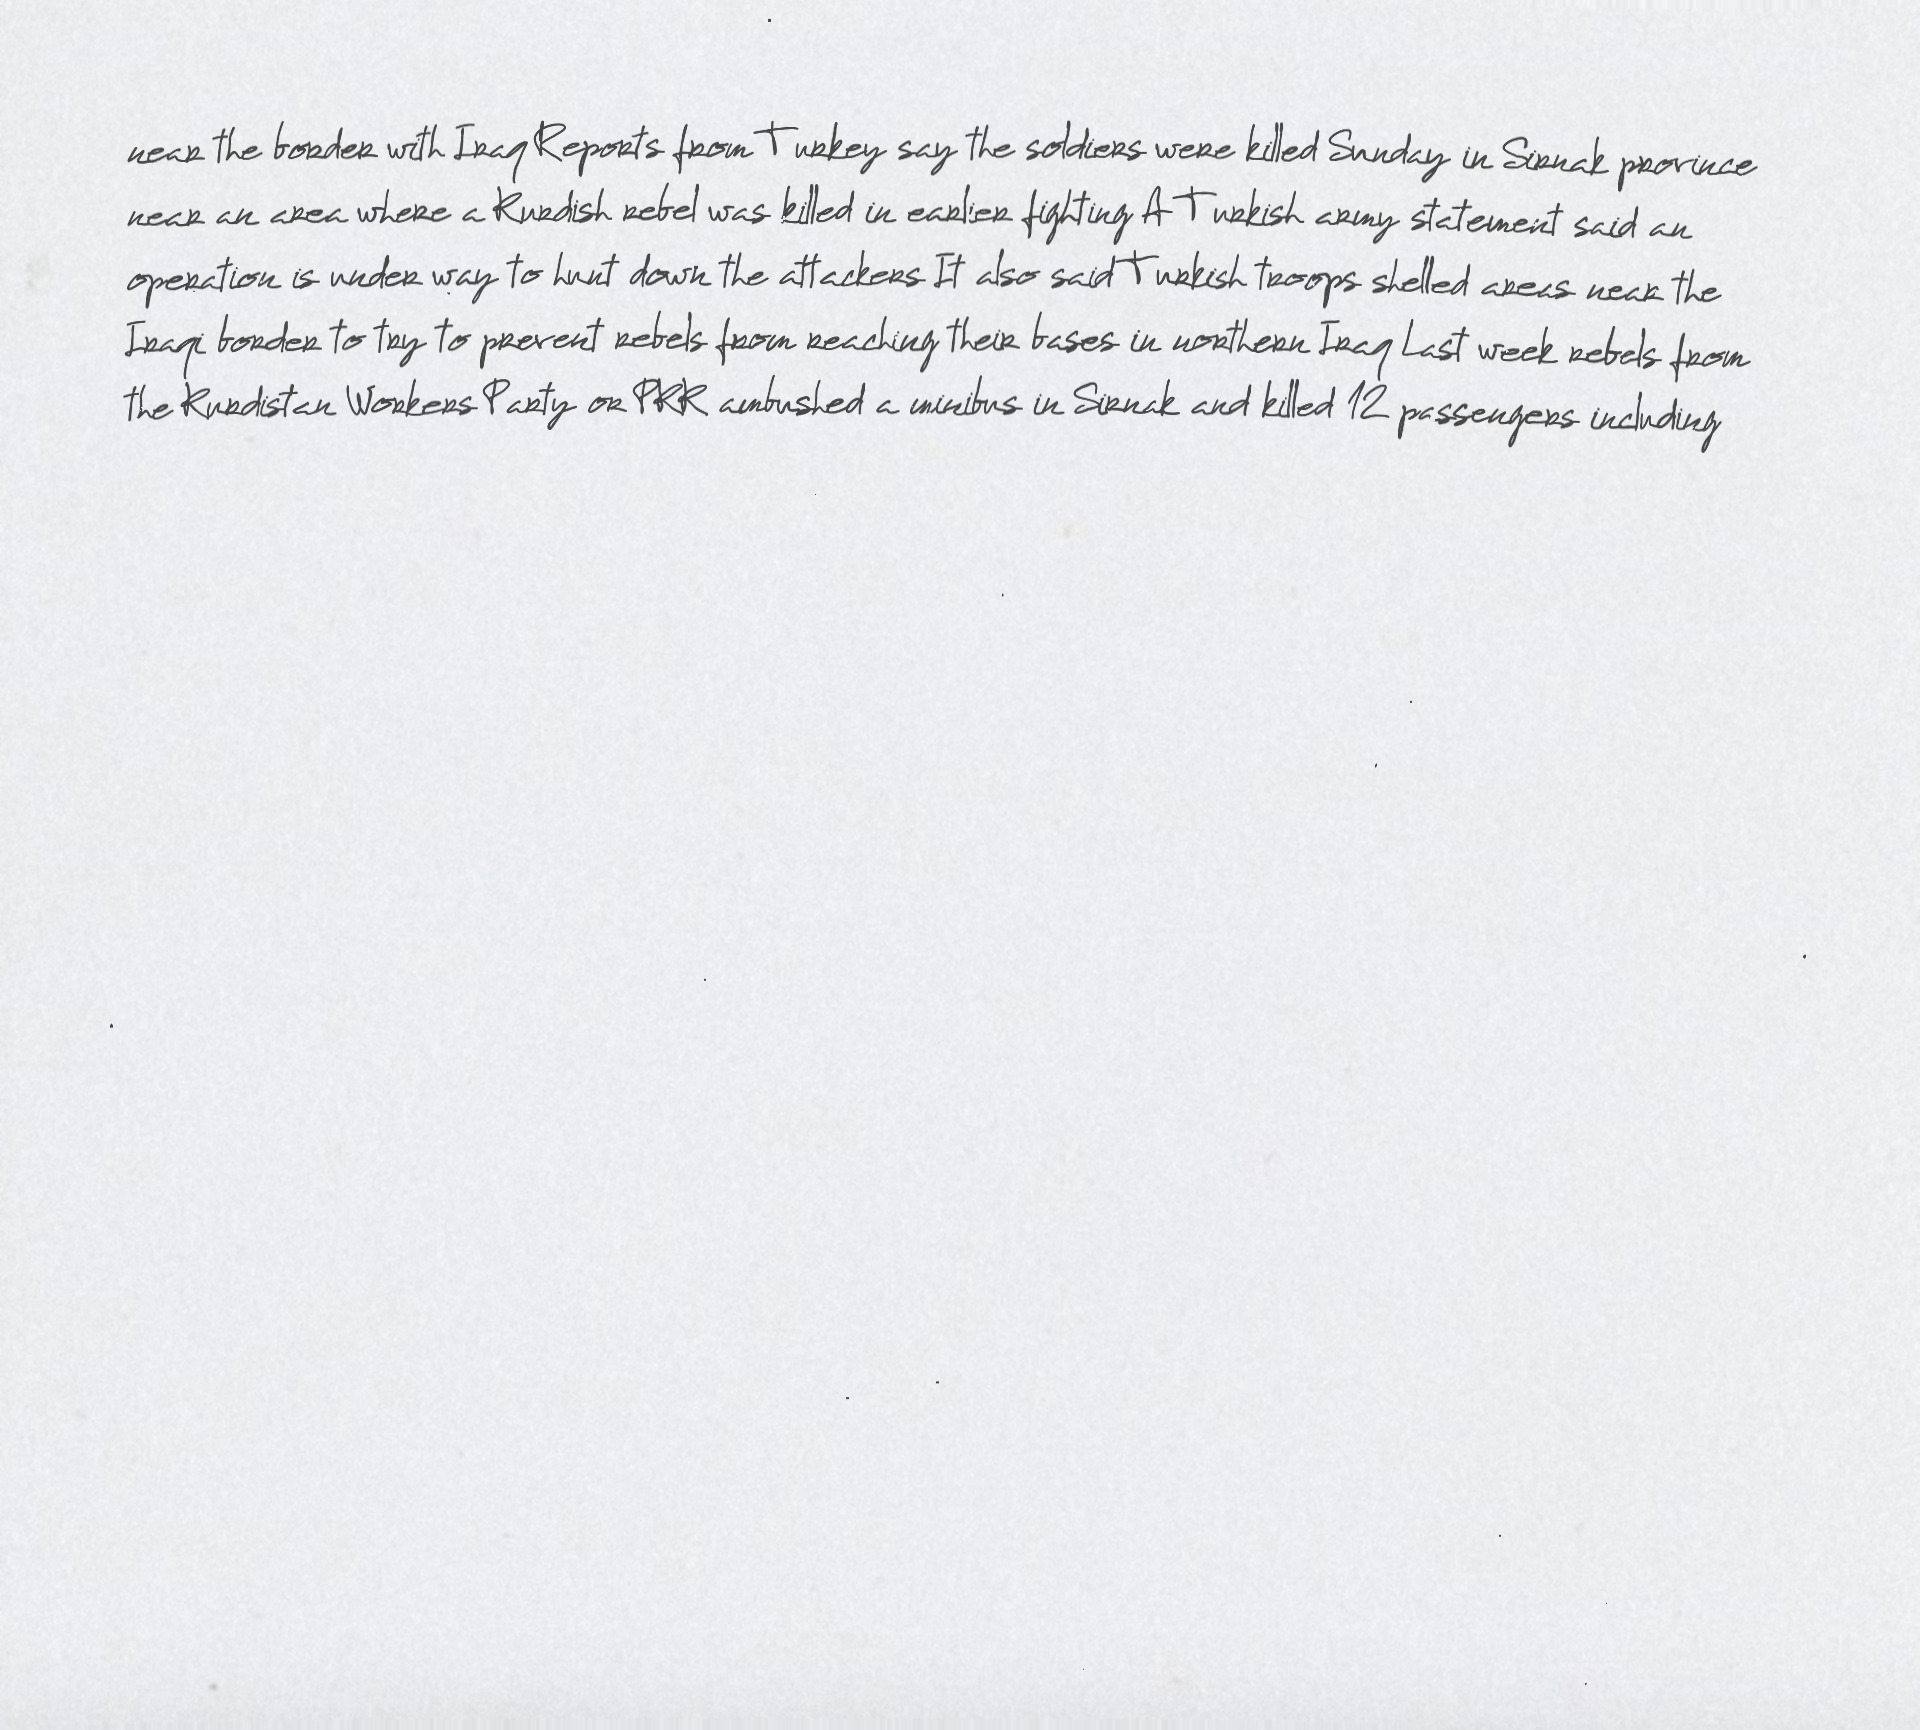 near the border with Iraq Reports from Turkey say the soldiers were killed Sunday in Sirnak province
near an area where a Kurdish rebel was killed in earlier fighting A Turkish army statement said an
operation is under way to hunt down the attackers It also said Turkish troops shelled areas near the
Iraqi border to try to prevent rebels from reaching their bases in northern Iraq Last week rebels from
the Kurdistan Workers Party or PKK ambushed a minibus in Sirnak and killed 12 passengers including